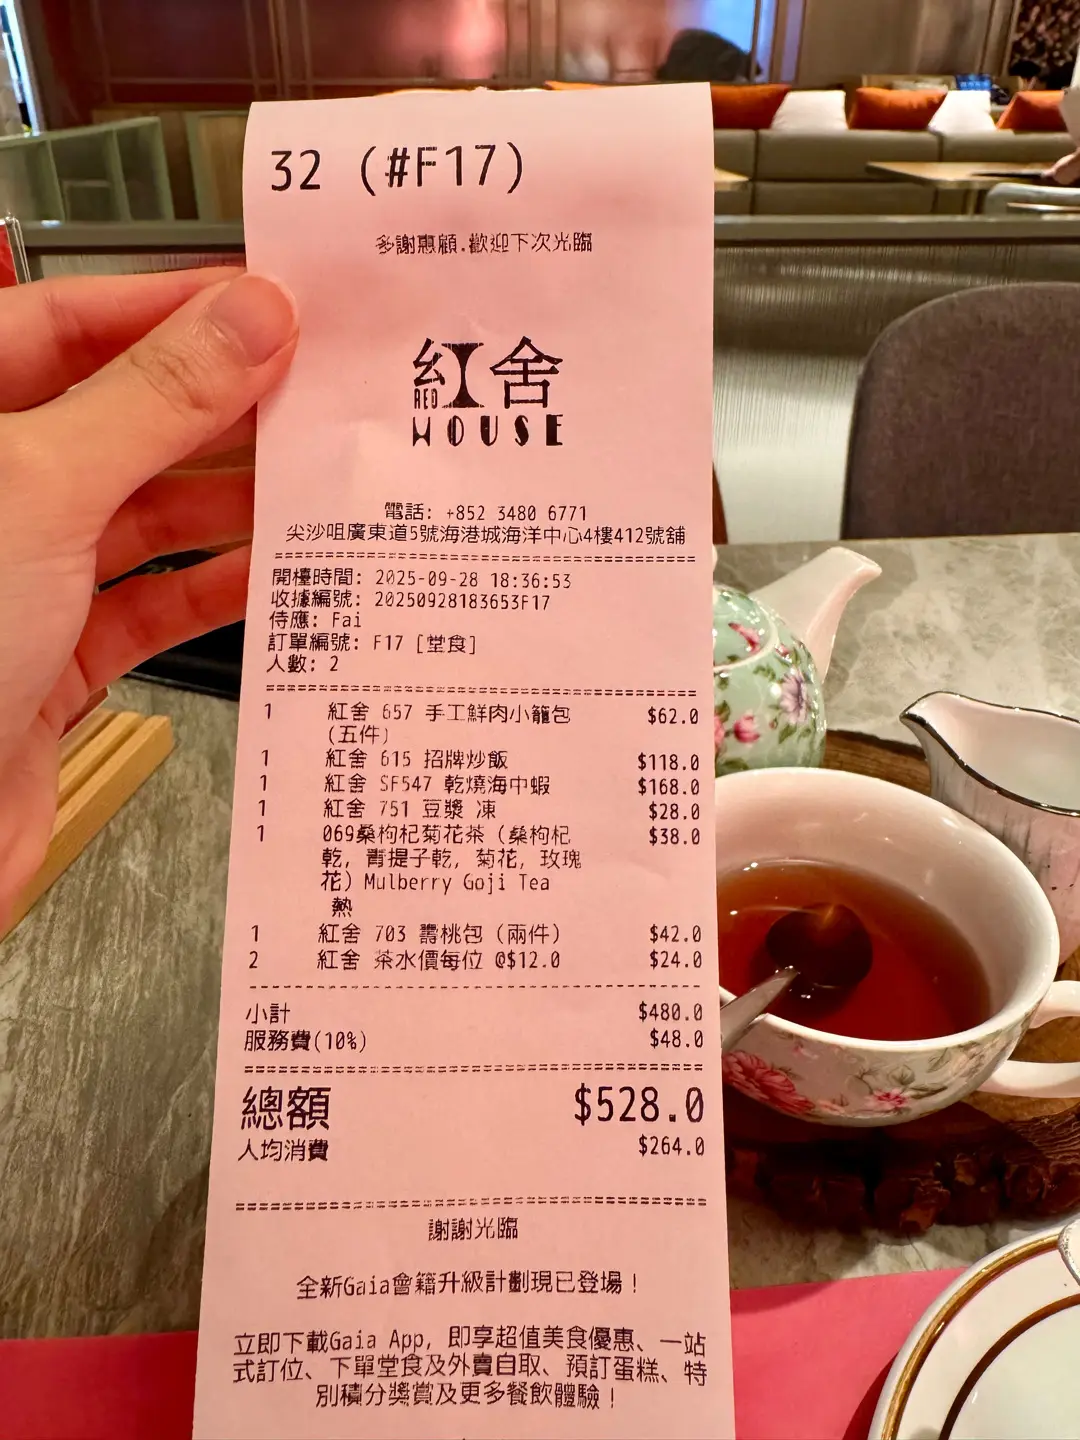 32 (#F17)
多謝惠顧.歡迎下次光臨
紅舍
RED
HOUSE
電話: +852 3480 6771
尖沙咀廣東道5號海港城海洋中心4樓412號舖
開檯時間: 2025-09-28 18:36:53
收據編號: 20250928183653F17
侍應: Fai
訂單編號: F17 [堂食]
人數: 2
1 紅舍 657 手工鮮肉小籠包 $62.0
(五件)
1 紅舍 615 招牌炒飯 $118.0
1 紅舍 SF547 乾燒海中蝦 $168.0
1 紅舍 751 豆漿 凍 $28.0
1 069桑枸杞菊花茶 (桑枸杞 $38.0
乾, 青提子乾, 菊花, 玫瑰
花) Mulberry Goji Tea
熱
1 紅舍 703 壽桃包 (兩件) $42.0
2 紅舍 茶水價每位 @$12.0 $24.0
小計 $480.0
服務費(10%) $48.0
總額 $528.0
人均消費 $264.0
謝謝光臨
全新Gaia會籍升級計劃現已登場！
立即下載Gaia App, 即享超值美食優惠、一站
式訂位、下單堂食及外賣自取、預訂蛋糕、特
別積分獎賞及更多餐飲體驗！